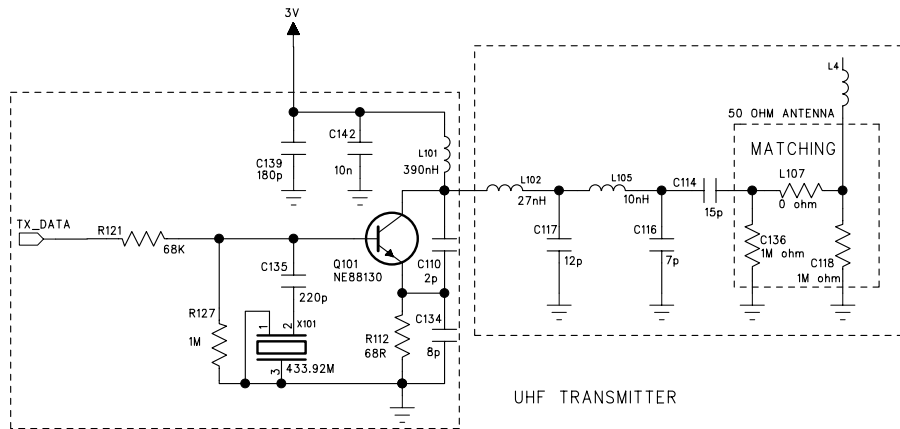 3V
L4
50 OHM ANTENNA
C142
MATCHING
L101
C139
180p
10n
390nH
L102
27nH
L105
10nH
C114
15p
L107
0 ohm
TX_DATA
R121
68K
Q101
NE88130
C135
220p
C110
2p
C117
12p
C116
7p
C136
1M ohm
C118
1M ohm
R127
1M
1
2
X101
3
433.92M
R112
68R
C134
8p
UHF TRANSMITTER